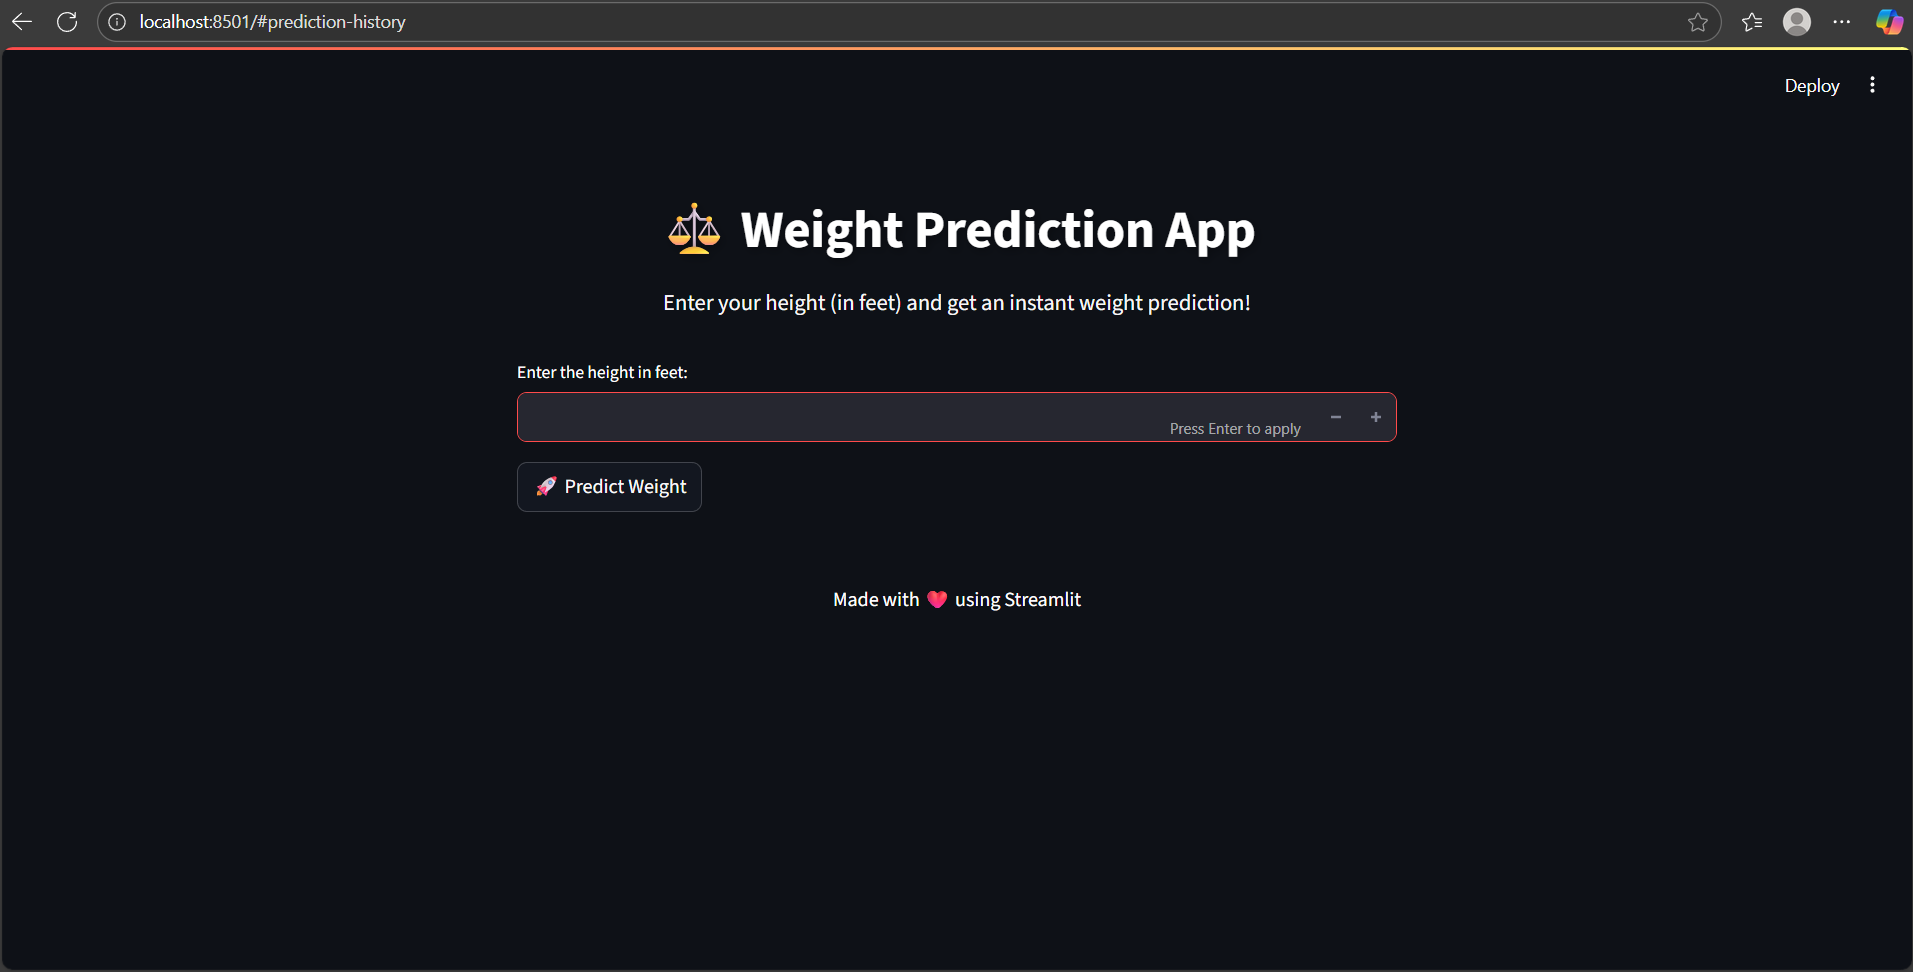 localhost:8501/#prediction-history
Deploy
Weight Prediction App
Enter your height (in feet) and get an instant weight prediction!
Enter the height in feet:
Press Enter to apply
🚀 Predict Weight
Made with ❤️ using Streamlit